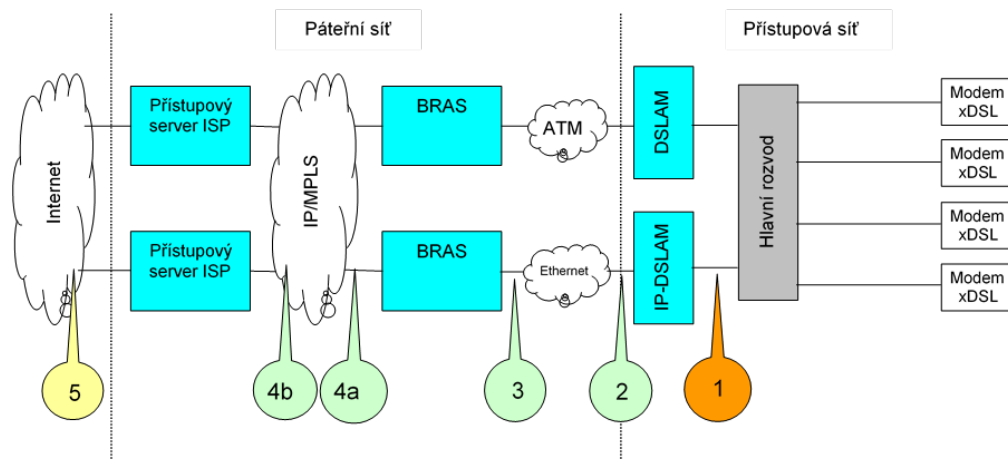 Páteřní síť
Přístupová síť
Přístupový
server ISP
BRAS
ATM
DSLAM
Internet
IP/MPLS
Hlavní rozvod
Modem
xDSL
Modem
xDSL
Přístupový
server ISP
BRAS
Ethernet
IP-DSLAM
Modem
xDSL
Modem
xDSL
5
4b
4a
3
2
1